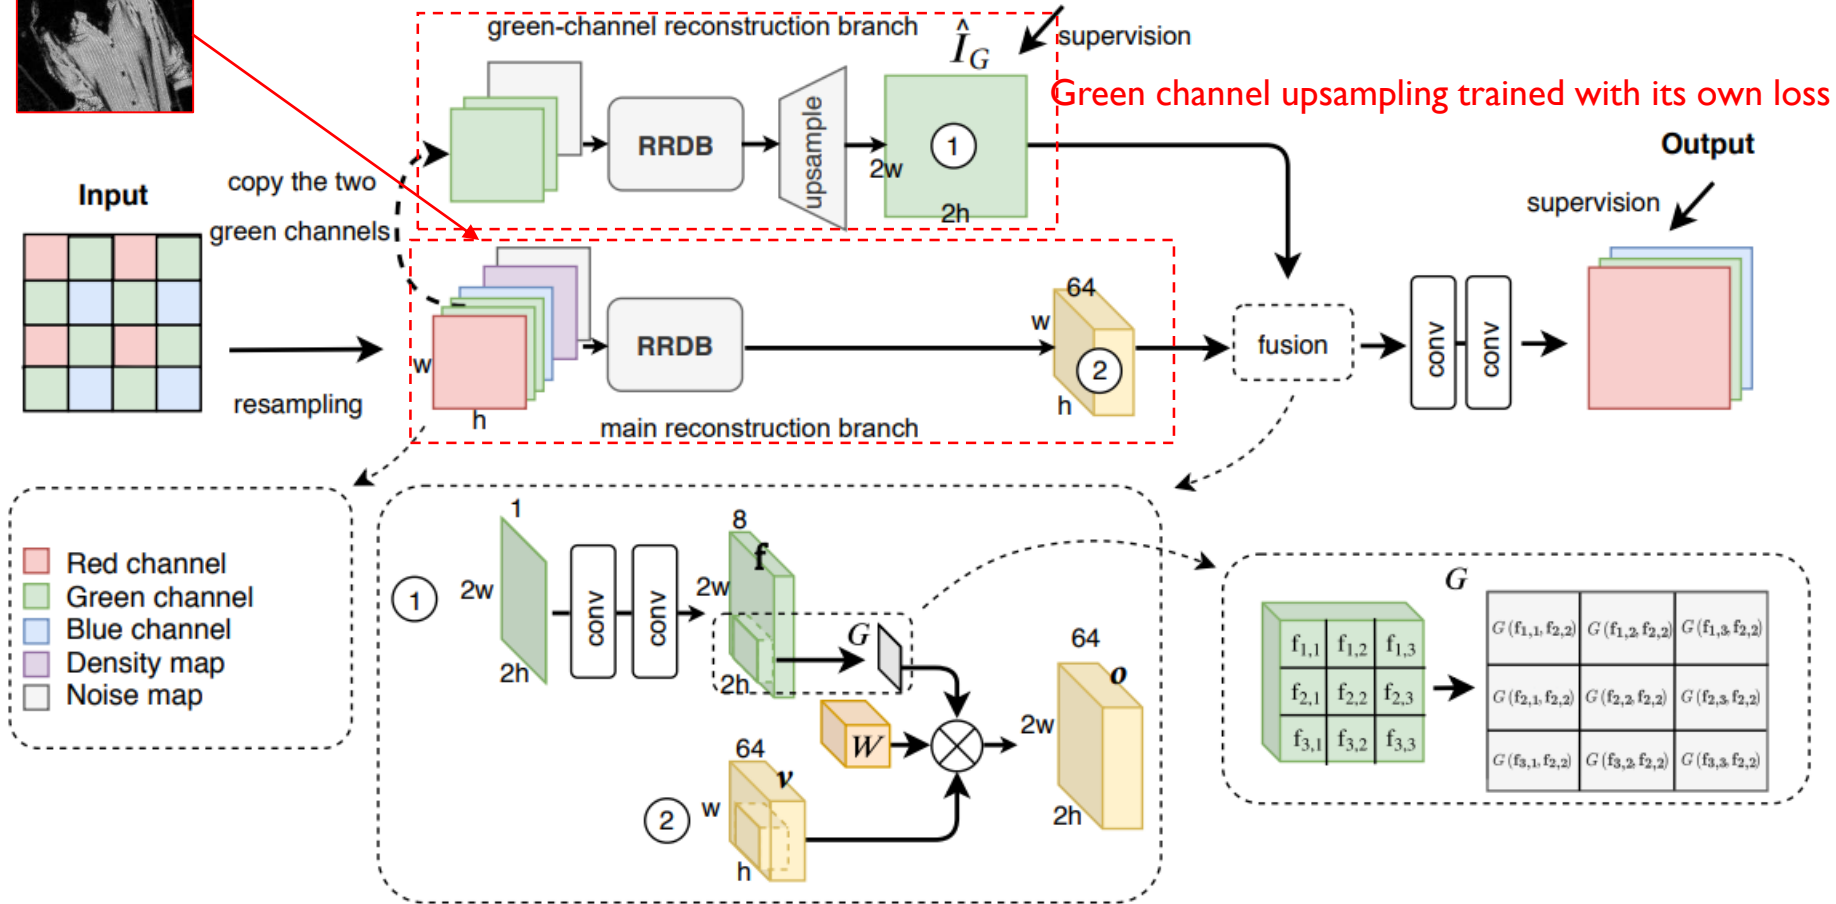 green-channel reconstruction branch
Î_G
supervision
Green channel upsampling trained with its own loss
RRDB
upsample
1
2w
2h
Output
supervision
Input
copy the two
green channels
resampling
w
h
RRDB
64
w
2
h
main reconstruction branch
fusion
conv
conv
Red channel
Green channel
Blue channel
Density map
Noise map
1
1
2w
2h
conv
conv
8
f
2w
2h
G
W
64
v
2
w
h
64
o
2w
2h
G
f1,1 f1,2 f1,3
f2,1 f2,2 f2,3
f3,1 f3,2 f3,3
G(f1,1, f2,2) G(f1,2, f2,2) G(f1,3, f2,2)
G(f2,1, f2,2) G(f2,2, f2,2) G(f2,3, f2,2)
G(f3,1, f2,2) G(f3,2, f2,2) G(f3,3, f2,2)